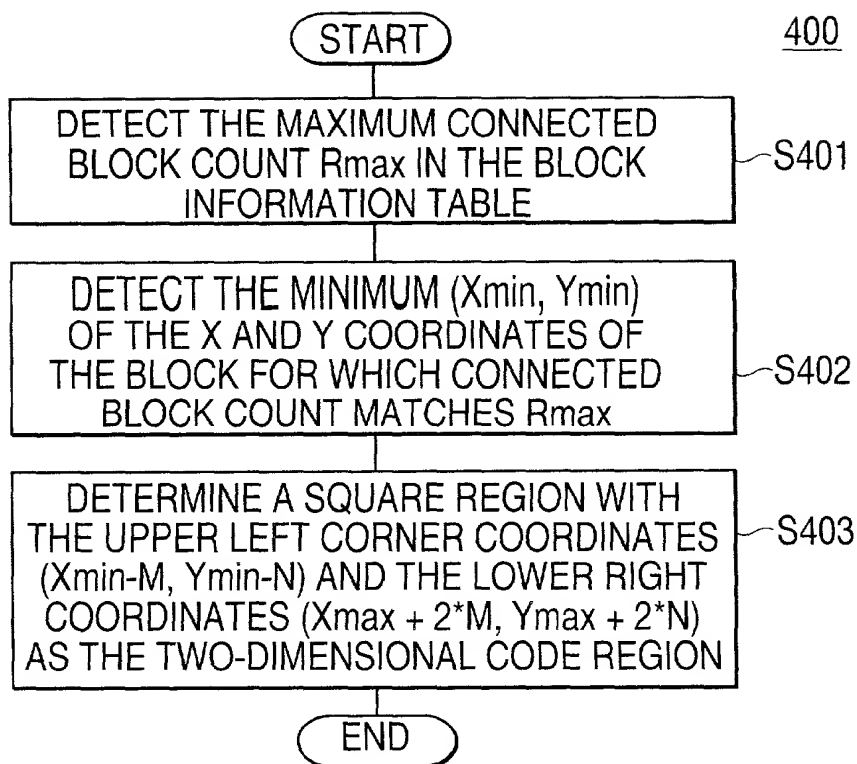 START
400
DETECT THE MAXIMUM CONNECTED
BLOCK COUNT Rmax IN THE BLOCK
INFORMATION TABLE
S401
DETECT THE MINIMUM (Xmin, Ymin)
OF THE X AND Y COORDINATES OF
THE BLOCK FOR WHICH CONNECTED
BLOCK COUNT MATCHES Rmax
S402
DETERMINE A SQUARE REGION WITH
THE UPPER LEFT CORNER COORDINATES
(Xmin-M, Ymin-N) AND THE LOWER RIGHT
COORDINATES (Xmax + 2*M, Ymax + 2*N)
AS THE TWO-DIMENSIONAL CODE REGION
S403
END